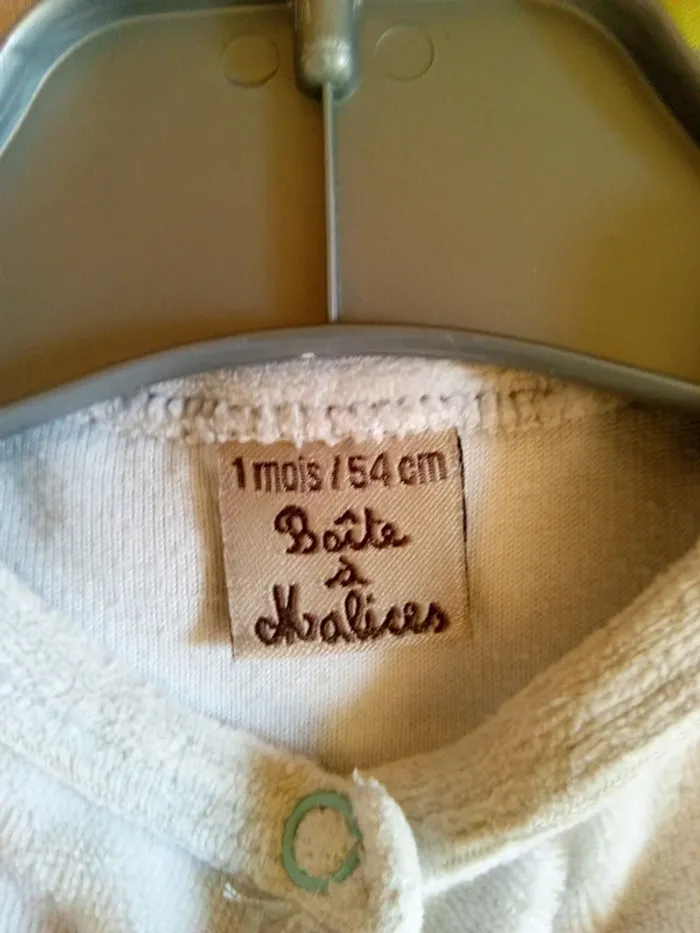 1 mois / 54 cm
Boîte
à
Malices